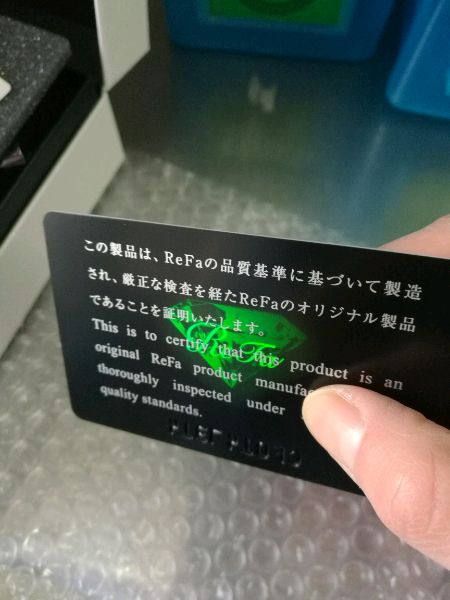 この製品は、ReFaの品質基準に基づいて製造
され、厳正な検査を経たReFaのオリジナル製品
であることを証明いたします。
ReFa
This is to certify that this product is an
original ReFa product
thoroughly inspected under
quality standards.